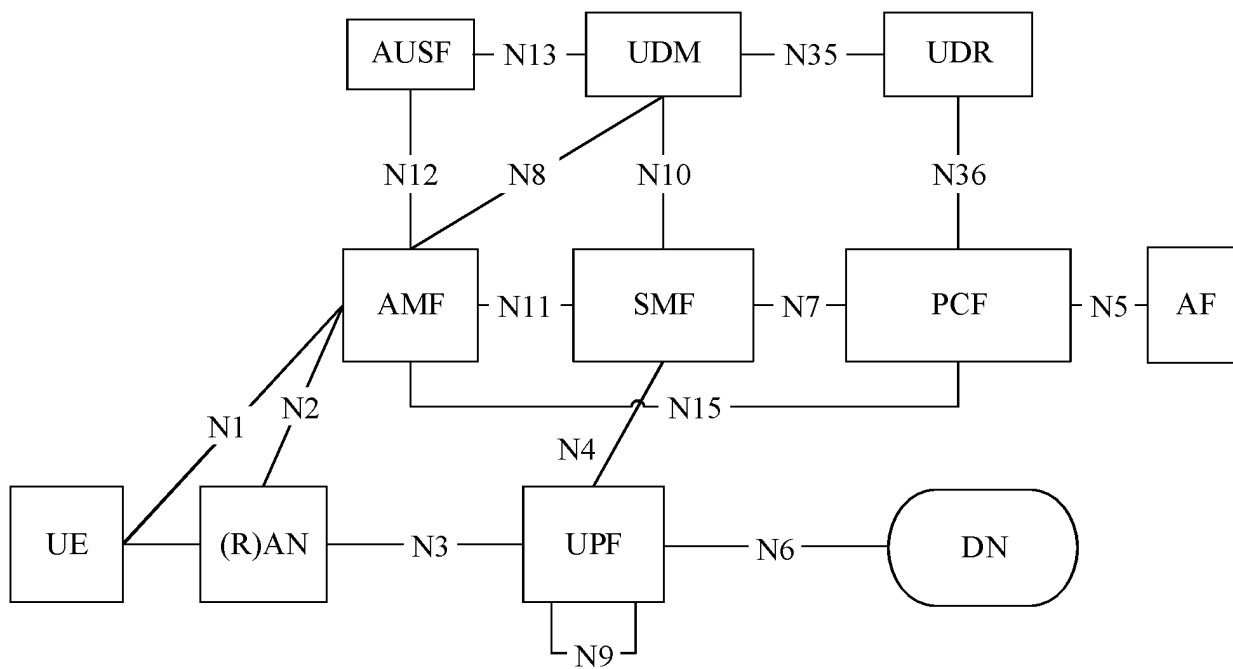 AUSF N13 UDM N35 UDR
N12 N8 N10 N36
AMF N11 SMF N7 PCF N5 AF
N1 N2 N4 N15
UE (R)AN N3 UPF N6 DN
N9